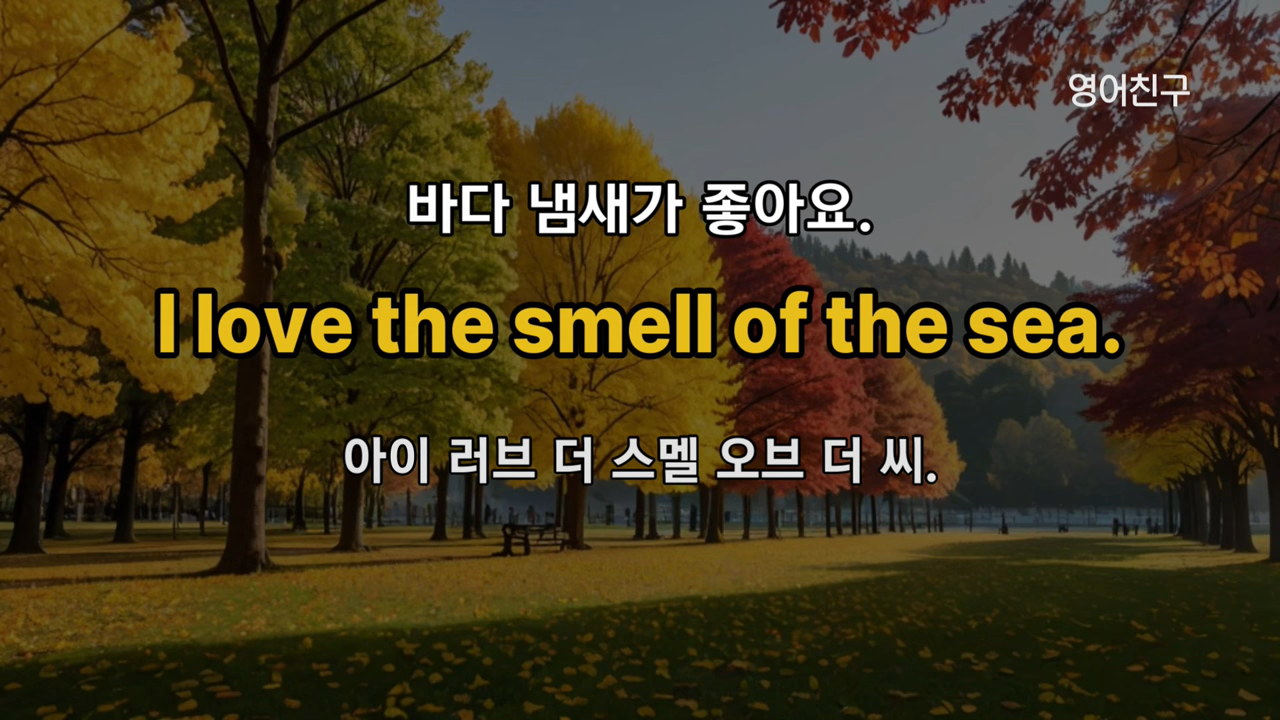 영어친구
바다 냄새가 좋아요.
I love the smell of the sea.
아이 러브 더 스멜 오브 더 씨.